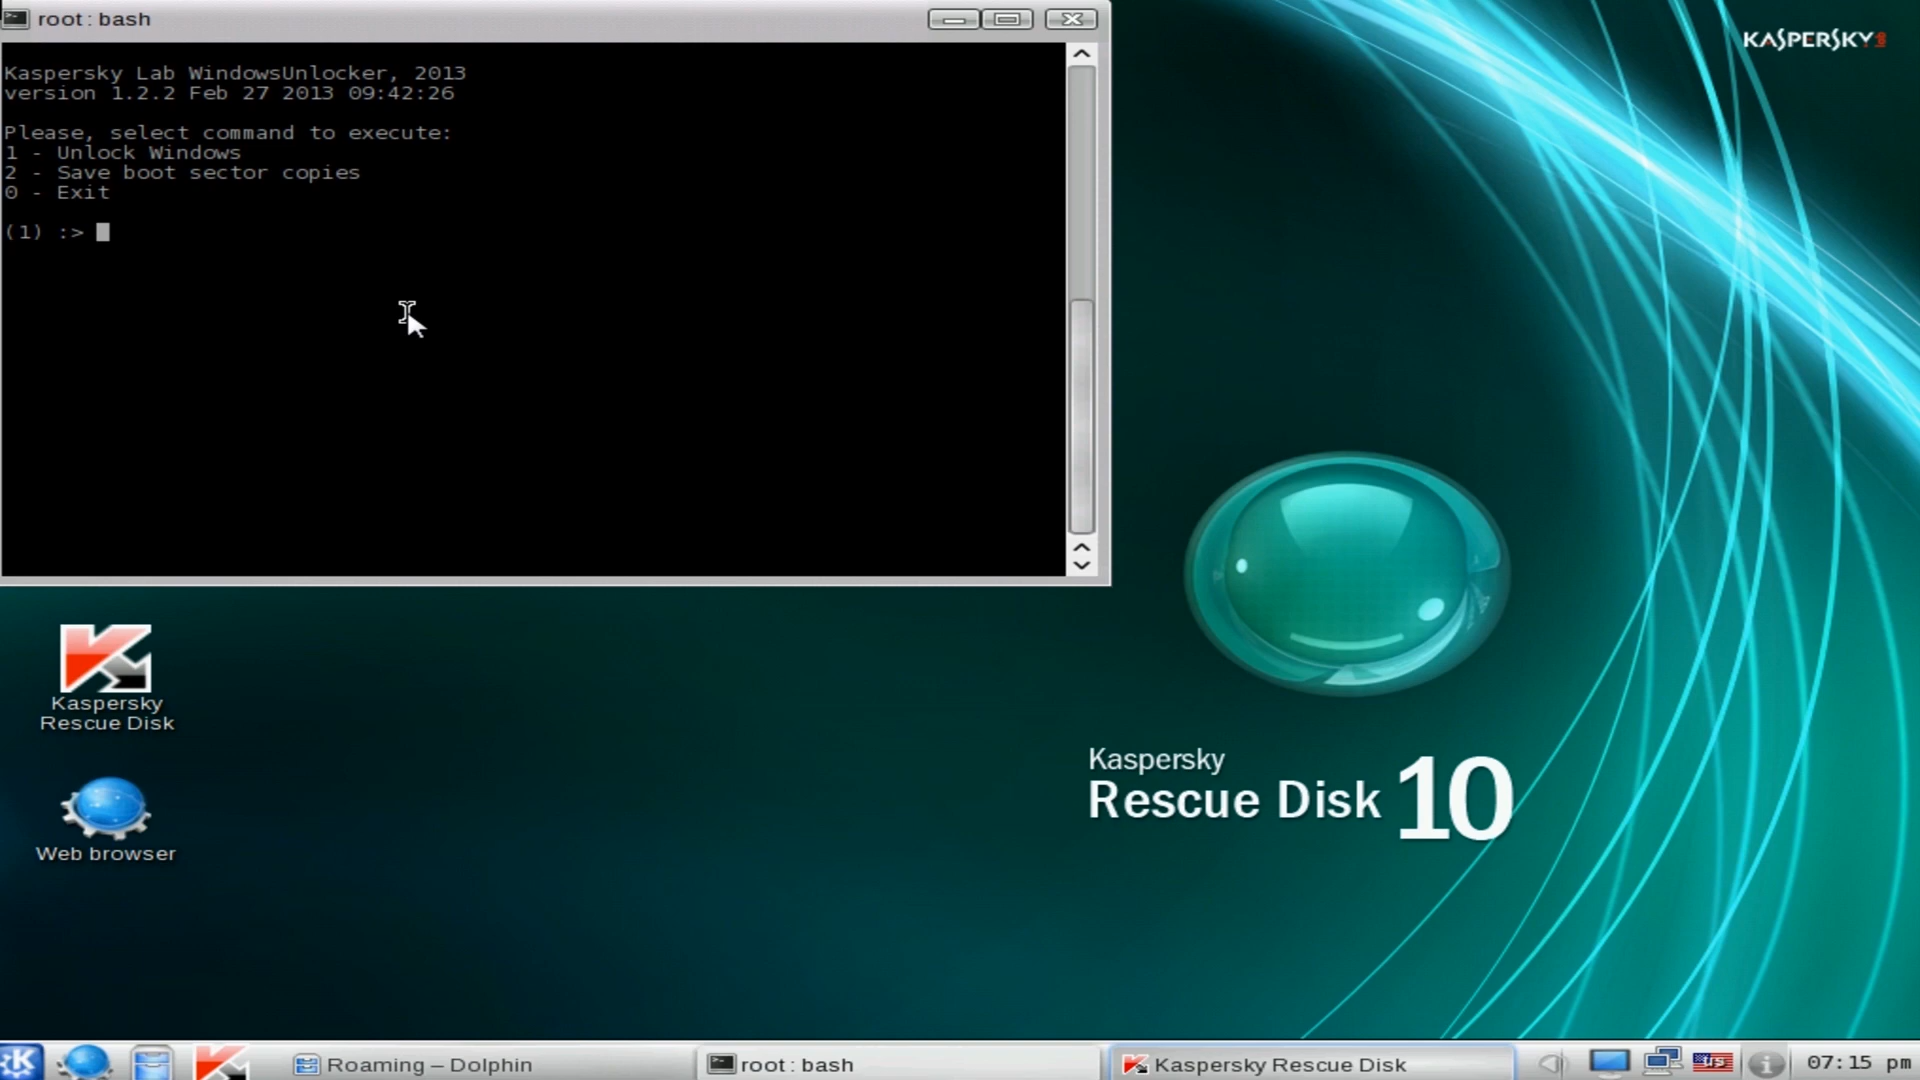 root : bash
Kaspersky Lab WindowsUnlocker, 2013
version 1.2.2 Feb 27 2013 09:42:26
Please, select command to execute:
1 - Unlock Windows
2 - Save boot sector copies
0 - Exit
(1) :>
KASPERSKY lab
Kaspersky
Rescue Disk
Web browser
Kaspersky
Rescue Disk 10
Roaming – Dolphin
root : bash
Kaspersky Rescue Disk
US
07:15 pm